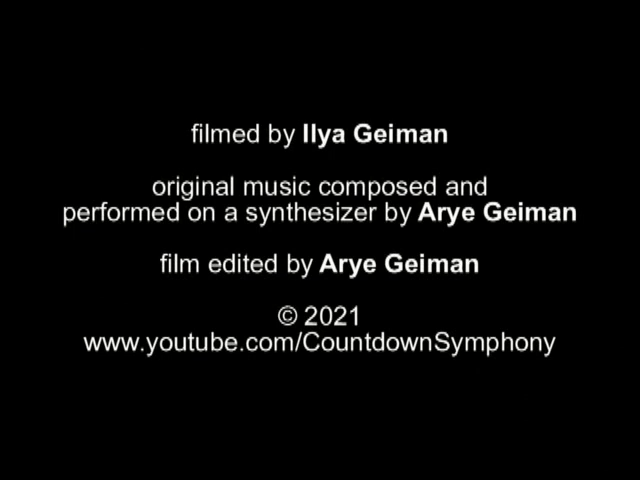 filmed by Ilya Geiman
original music composed and
performed on a synthesizer by Arye Geiman
film edited by Arye Geiman
© 2021
www.youtube.com/CountdownSymphony